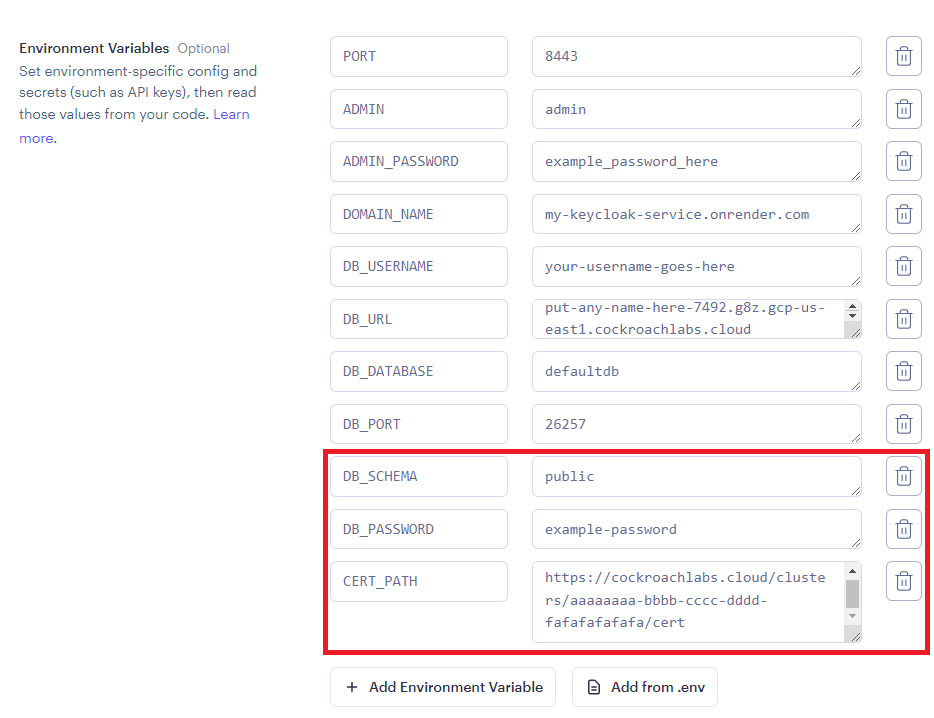 Environment Variables Optional
Set environment-specific config and
secrets (such as API keys), then read
those values from your code. Learn
more.
PORT
8443
ADMIN
admin
ADMIN_PASSWORD
example_password_here
DOMAIN_NAME
my-keycloak-service.onrender.com
DB_USERNAME
your-username-goes-here
DB_URL
put-any-name-here-7492.g8z.gcp-us-
east1.cockroachlabs.cloud
DB_DATABASE
defaultdb
DB_PORT
26257
DB_SCHEMA
public
DB_PASSWORD
example-password
CERT_PATH
https://cockroachlabs.cloud/cluste
rs/aaaaaaaa-bbbb-cccc-dddd-
fafafafafafa/cert
+ Add Environment Variable
Add from .env